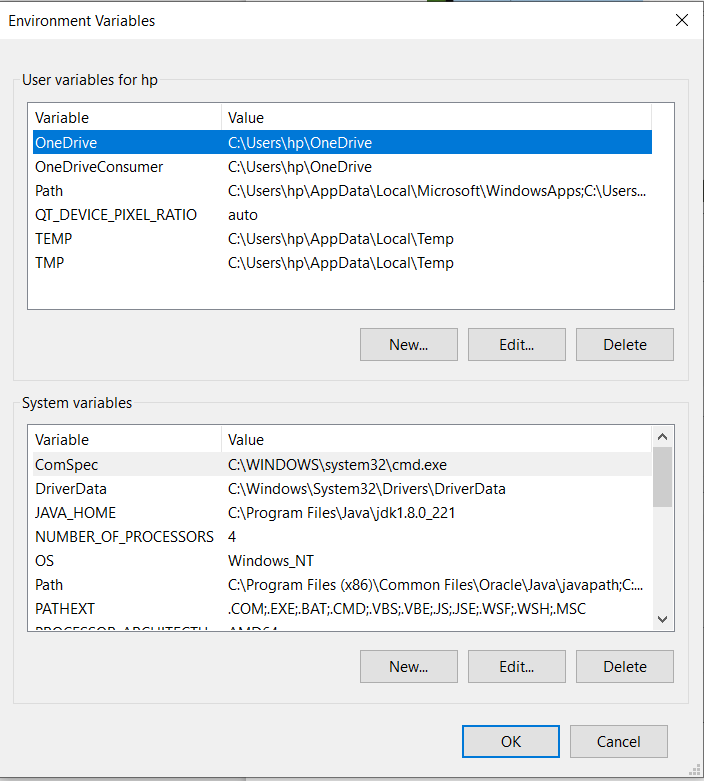 Environment Variables
User variables for hp
Variable Value
OneDrive C:\Users\hp\OneDrive
OneDriveConsumer C:\Users\hp\OneDrive
Path C:\Users\hp\AppData\Local\Microsoft\WindowsApps;C:\Users...
QT_DEVICE_PIXEL_RATIO auto
TEMP C:\Users\hp\AppData\Local\Temp
TMP C:\Users\hp\AppData\Local\Temp
New... Edit... Delete
System variables
Variable Value
ComSpec C:\WINDOWS\system32\cmd.exe
DriverData C:\Windows\System32\Drivers\DriverData
JAVA_HOME C:\Program Files\Java\jdk1.8.0_221
NUMBER_OF_PROCESSORS 4
OS Windows_NT
Path C:\Program Files (x86)\Common Files\Oracle\Java\javapath;C:...
PATHEXT .COM;.EXE;.BAT;.CMD;.VBS;.VBE;.JS;.JSE;.WSF;.WSH;.MSC
New... Edit... Delete
OK Cancel